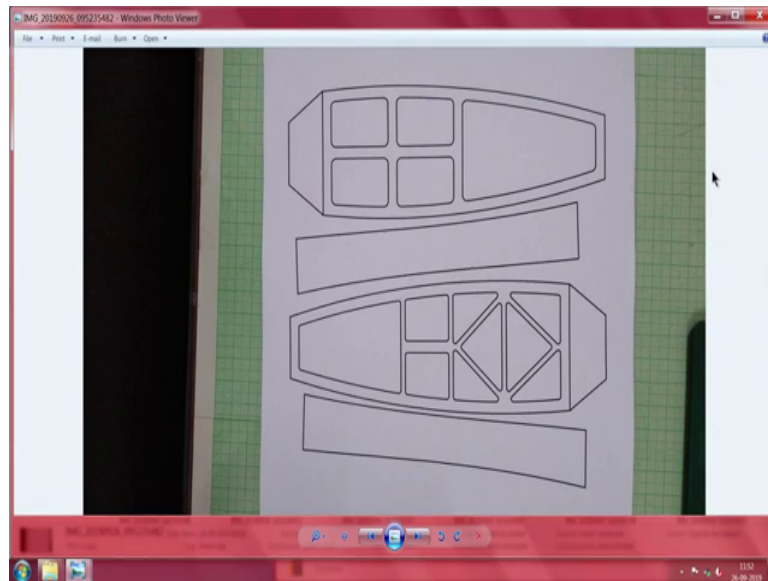 IMG_20190926_095235482 - Windows Photo Viewer
File Print E-mail Burn Open
11:52
26-09-2019